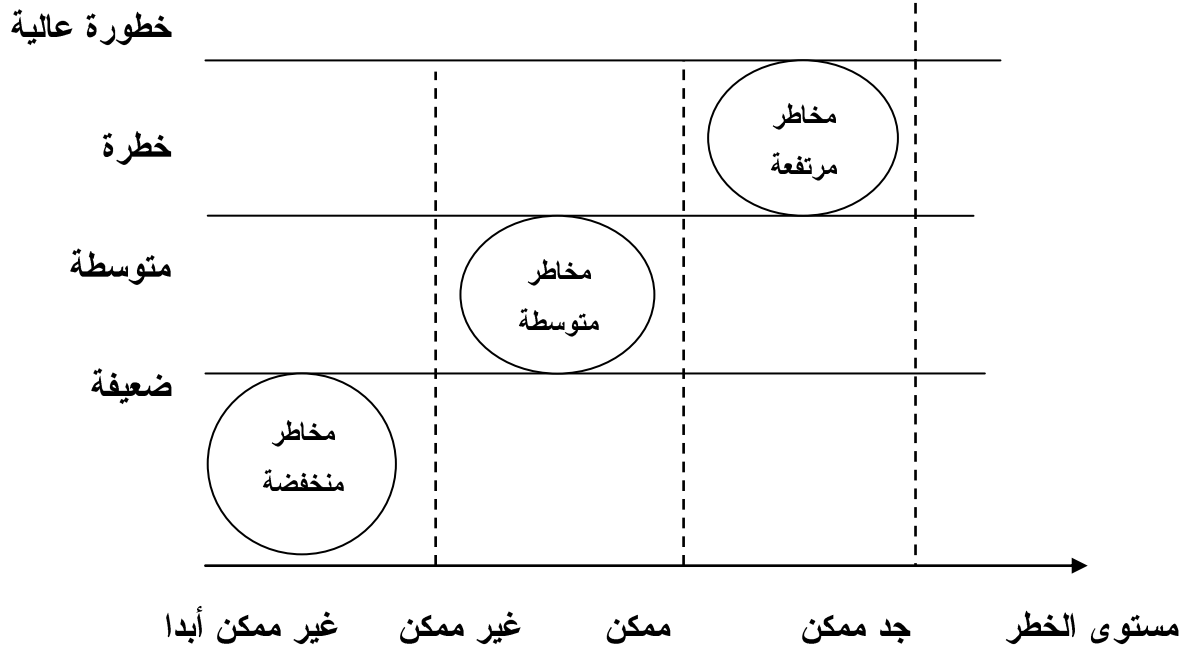 خطورة عالية
خطرة
متوسطة
ضعيفة
مخاطر
مرتفعة
مخاطر
متوسطة
مخاطر
منخفضة
غير ممكن أبدا
غير ممكن
ممكن
جد ممكن
مستوى الخطر